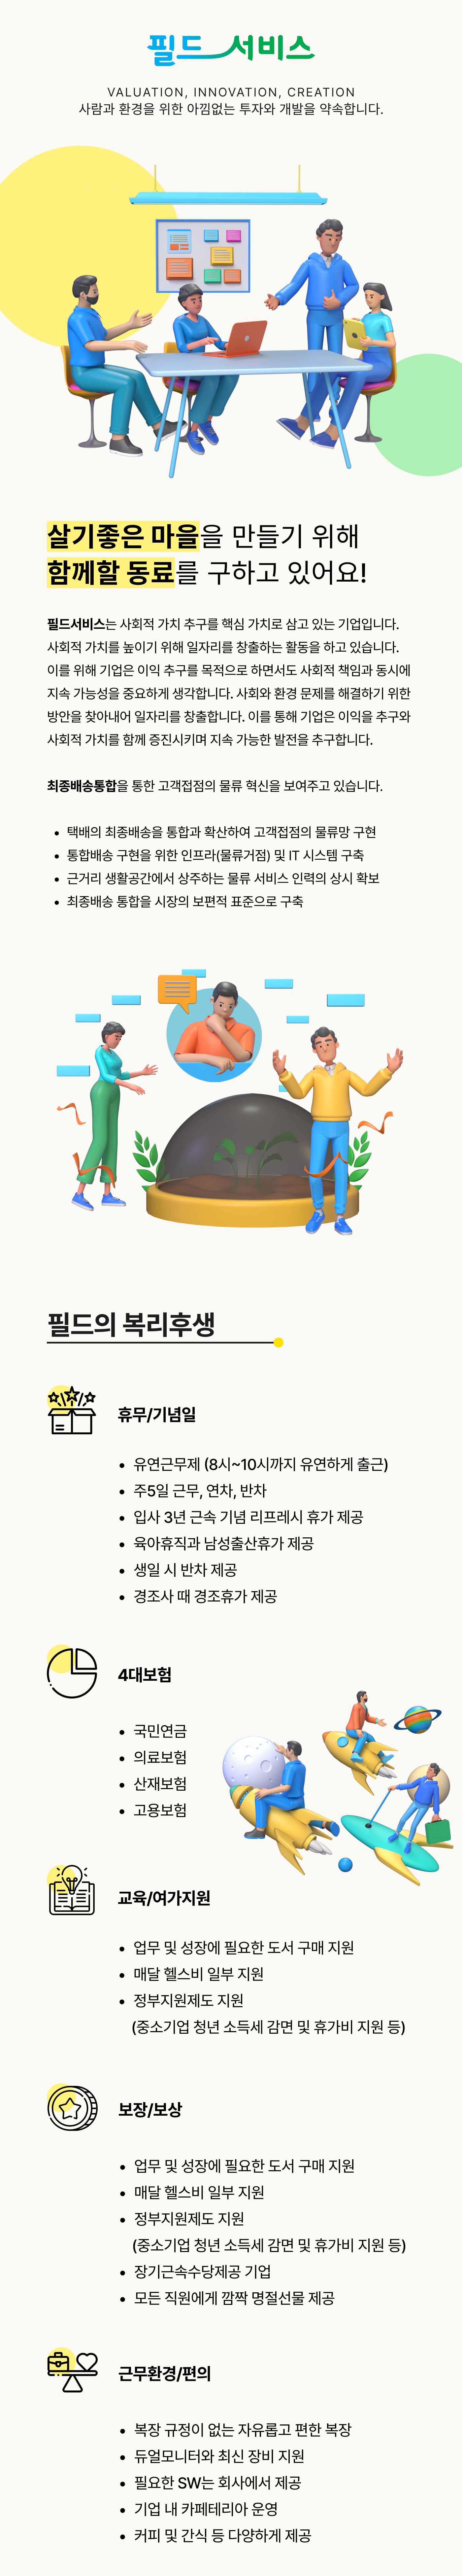 필드서비스
VALUATION, INNOVATION, CREATION
사람과 환경을 위한 아낌없는 투자와 개발을 약속합니다.
살기좋은 마을을 만들기 위해
함께할 동료를 구하고 있어요!
필드서비스는 사회적 가치 추구를 핵심 가치로 삼고 있는 기업입니다.
사회적 가치를 높이기 위해 일자리를 창출하는 활동을 하고 있습니다.
이를 위해 기업은 이익 추구를 목적으로 하면서도 사회적 책임과 동시에
지속 가능성을 중요하게 생각합니다. 사회와 환경 문제를 해결하기 위한
방안을 찾아내어 일자리를 창출합니다. 이를 통해 기업은 이익을 추구와
사회적 가치를 함께 증진시키며 지속 가능한 발전을 추구합니다.
최종배송통합을 통한 고객접점의 물류 혁신을 보여주고 있습니다.
• 택배의 최종배송을 통합과 확산하여 고객접점의 물류망 구현
• 통합배송 구현을 위한 인프라(물류거점) 및 IT 시스템 구축
• 근거리 생활공간에서 상주하는 물류 서비스 인력의 상시 확보
• 최종배송 통합을 시장의 보편적 표준으로 구축
필드의 복리후생
휴무/기념일
• 유연근무제 (8시~10시까지 유연하게 출근)
• 주5일 근무, 연차, 반차
• 입사 3년 근속 기념 리프레시 휴가 제공
• 육아휴직과 남성출산휴가 제공
• 생일 시 반차 제공
• 경조사 때 경조휴가 제공
4대보험
• 국민연금
• 의료보험
• 산재보험
• 고용보험
교육/여가지원
• 업무 및 성장에 필요한 도서 구매 지원
• 매달 헬스비 일부 지원
• 정부지원제도 지원
(중소기업 청년 소득세 감면 및 휴가비 지원 등)
보장/보상
• 업무 및 성장에 필요한 도서 구매 지원
• 매달 헬스비 일부 지원
• 정부지원제도 지원
(중소기업 청년 소득세 감면 및 휴가비 지원 등)
• 장기근속수당제공 기업
• 모든 직원에게 깜짝 명절선물 제공
근무환경/편의
• 복장 규정이 없는 자유롭고 편한 복장
• 듀얼모니터와 최신 장비 지원
• 필요한 SW는 회사에서 제공
• 기업 내 카페테리아 운영
• 커피 및 간식 등 다양하게 제공